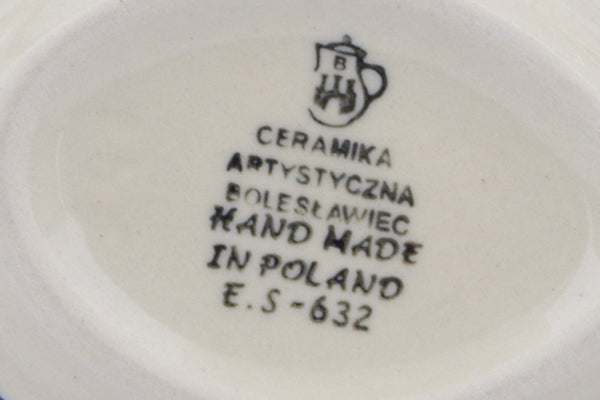 B
CERAMIKA
ARTYSTYCZNA
BOLESŁAWIEC
HAND MADE
IN POLAND
E.S-632